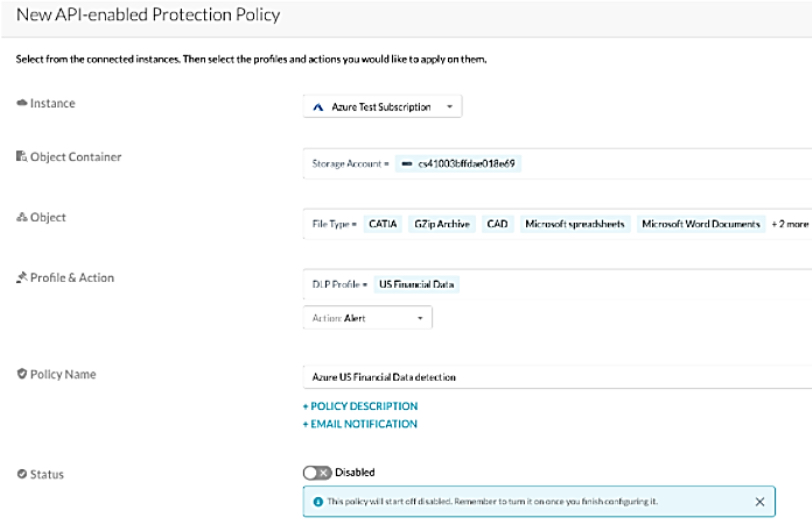 New API-enabled Protection Policy
Select from the connected instances. Then select the profiles and actions you would like to apply on them.
Instance
Azure Test Subscription
Object Container
Storage Account = cs41003bffdae018e69
Object
File Type = CATIA GZip Archive CAD Microsoft spreadsheets Microsoft Word Documents + 2 more
Profile & Action
DLP Profile = US Financial Data
Action: Alert
Policy Name
Azure US Financial Data detection
+ POLICY DESCRIPTION
+ EMAIL NOTIFICATION
Status
Disabled
This policy will start off disabled. Remember to turn it on once you finish configuring it.